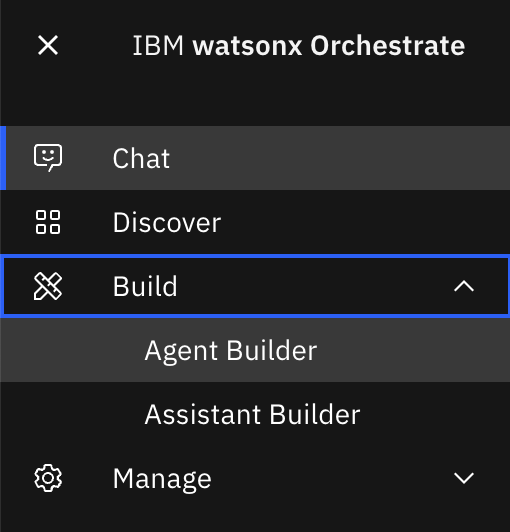 IBM watsonx Orchestrate
Chat
Discover
Build
Agent Builder
Assistant Builder
Manage